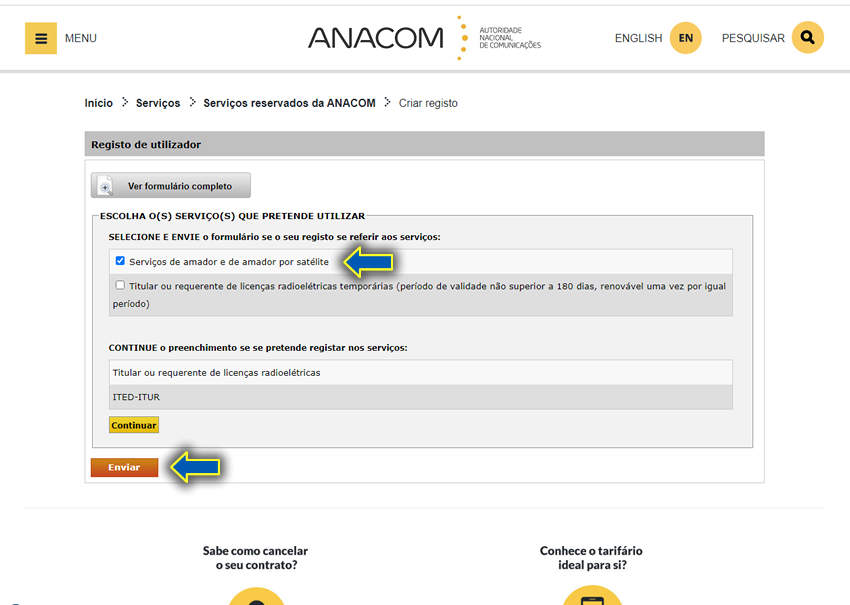 MENU
ANACOM
AUTORIDADE
NACIONAL
DE COMUNICAÇÕES
ENGLISH EN
PESQUISAR
Início > Serviços > Serviços reservados da ANACOM > Criar registo
Registo de utilizador
Ver formulário completo
ESCOLHA O(S) SERVIÇO(S) QUE PRETENDE UTILIZAR
SELECIONE E ENVIE o formulário se o seu registo se referir aos serviços:
Serviços de amador e de amador por satélite
Titular ou requerente de licenças radioelétricas temporárias (período de validade não superior a 180 dias, renovável uma vez por igual
período)
CONTINUE o preenchimento se se pretende registar nos serviços:
Titular ou requerente de licenças radioelétricas
ITED-ITUR
Continuar
Enviar
Sabe como cancelar
o seu contrato?
Conhece o tarifário
ideal para si?